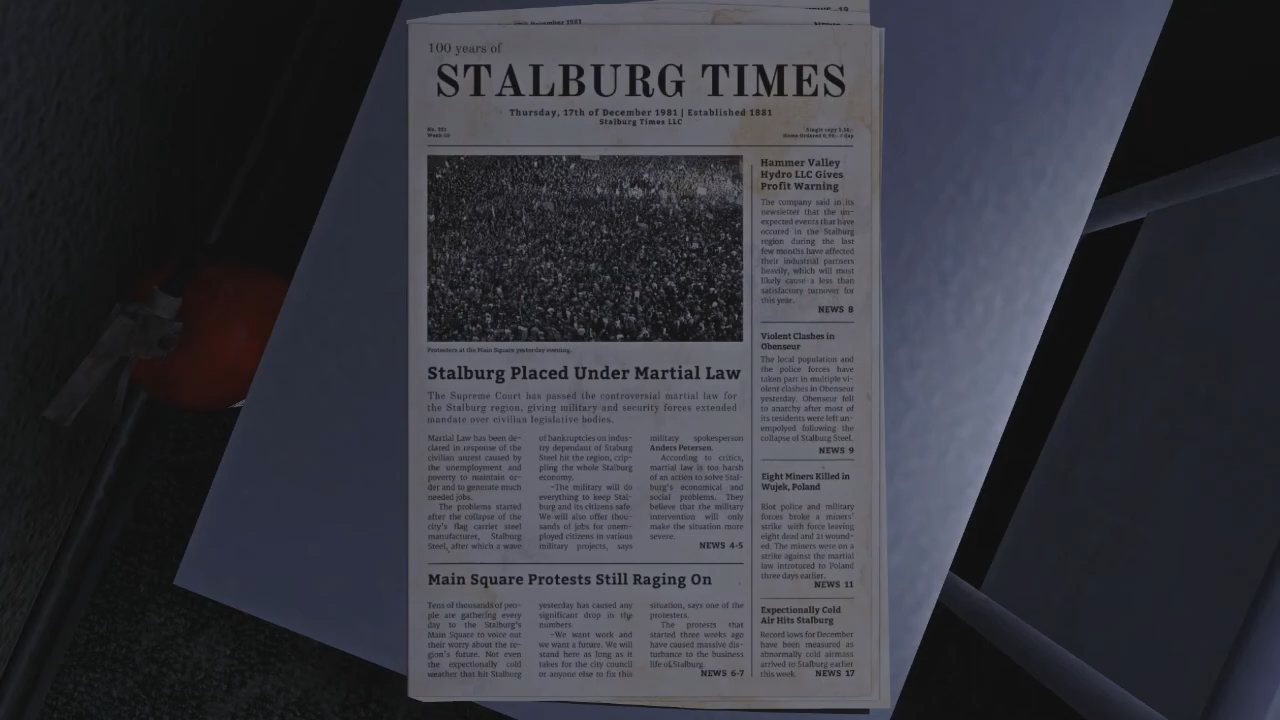 December 1981
NEWS 19
100 years of
STALBURG TIMES
Thursday, 17th of December 1981 | Established 1881
Stalburg Times LLC
Week
Single copy
Home Ordered / day
Protesters at the Main Square yesterday evening.
Stalburg Placed Under Martial Law
The Supreme Court has passed the controversial martial law for
the Stalburg region, giving military and security forces extended
mandate over civilian legislative bodies.
Martial Law has been de-
clared in response of the
civilian unrest caused by
the unemployment and
poverty to maintain or-
der and to generate much
needed jobs.
The problems started
after the collapse of the
city's flag carrier steel
manufacturer, Stalburg
Steel, after which a wave
of bankruptcies on indus-
try dependant of Staburg
Steel hit the region, crip-
pling the whole Stalburg
economy.
–The military will do
everything to keep Stal-
burg and its citizens safe.
We will also offer thou-
sands of jobs for unem-
ployed citizens in various
military projects, says
military spokesperson
Anders Petersen.
According to critics,
martial law is too harsh
of an action to solve Stal-
burg's economical and
social problems. They
believe that the military
intervention will only
make the situation more
severe.
NEWS 4-5
Main Square Protests Still Raging On
Tens of thousands of peo-
ple are gathering every
day to the Stalburg's
Main Square to voice out
their worry about the re-
gion's future. Not even
the expectionally cold
weather that hit Stalburg
yesterday has caused any
significant drop in the
numbers.
–We want work and
we want a future. We will
stand here as long as it
takes for the city council
or anyone else to fix this
situation, says one of the
protesters.
The protests that
started three weeks ago
have caused massive dis-
turbance to the business
life of Stalburg.
NEWS 6-7
Hammer Valley
Hydro LLC Gives
Profit Warning
The company said in its
newsletter that the un-
expected events that have
occured in the Stalburg
region during the last
few months have affected
their industrial partners
heavily, which will most
likely cause a less than
satisfactory turnover for
this year.
NEWS 8
Violent Clashes in
Obenseur
The local population and
the police forces have
taken part in multiple vi-
olent clashes in Obenseur
yesterday. Obenseur fell
to anarchy after most of
its residents were left un-
empolyed following the
collapse of Stalburg Steel.
NEWS 9
Eight Miners Killed in
Wujek, Poland
Riot police and military
forces broke a miners'
strike with force leaving
eight dead and 21 wound-
ed. The miners were on a
strike against the martial
law introtuced to Poland
three days earlier.
NEWS 11
Expectionally Cold
Air Hits Stalburg
Record lows for December
have been measured as
abnormally cold airmass
arrived to Stalburg earlier
this week. NEWS 17